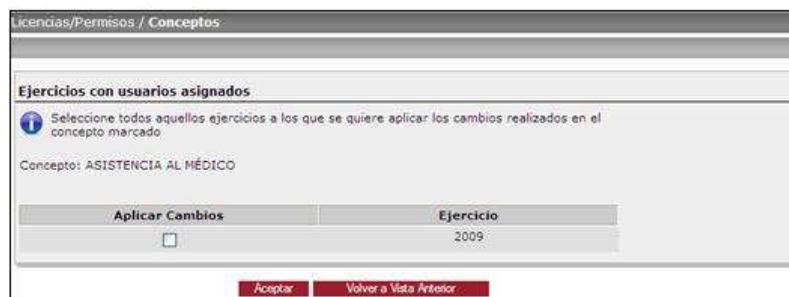 Licencias/Permisos / Conceptos
Ejercicios con usuarios asignados
Seleccione todos aquellos ejercicios a los que se quiere aplicar los cambios realizados en el
concepto marcado
Concepto: ASISTENCIA AL MÉDICO
Aplicar Cambios Ejercicio
2009
Aceptar Volver a Vista Anterior